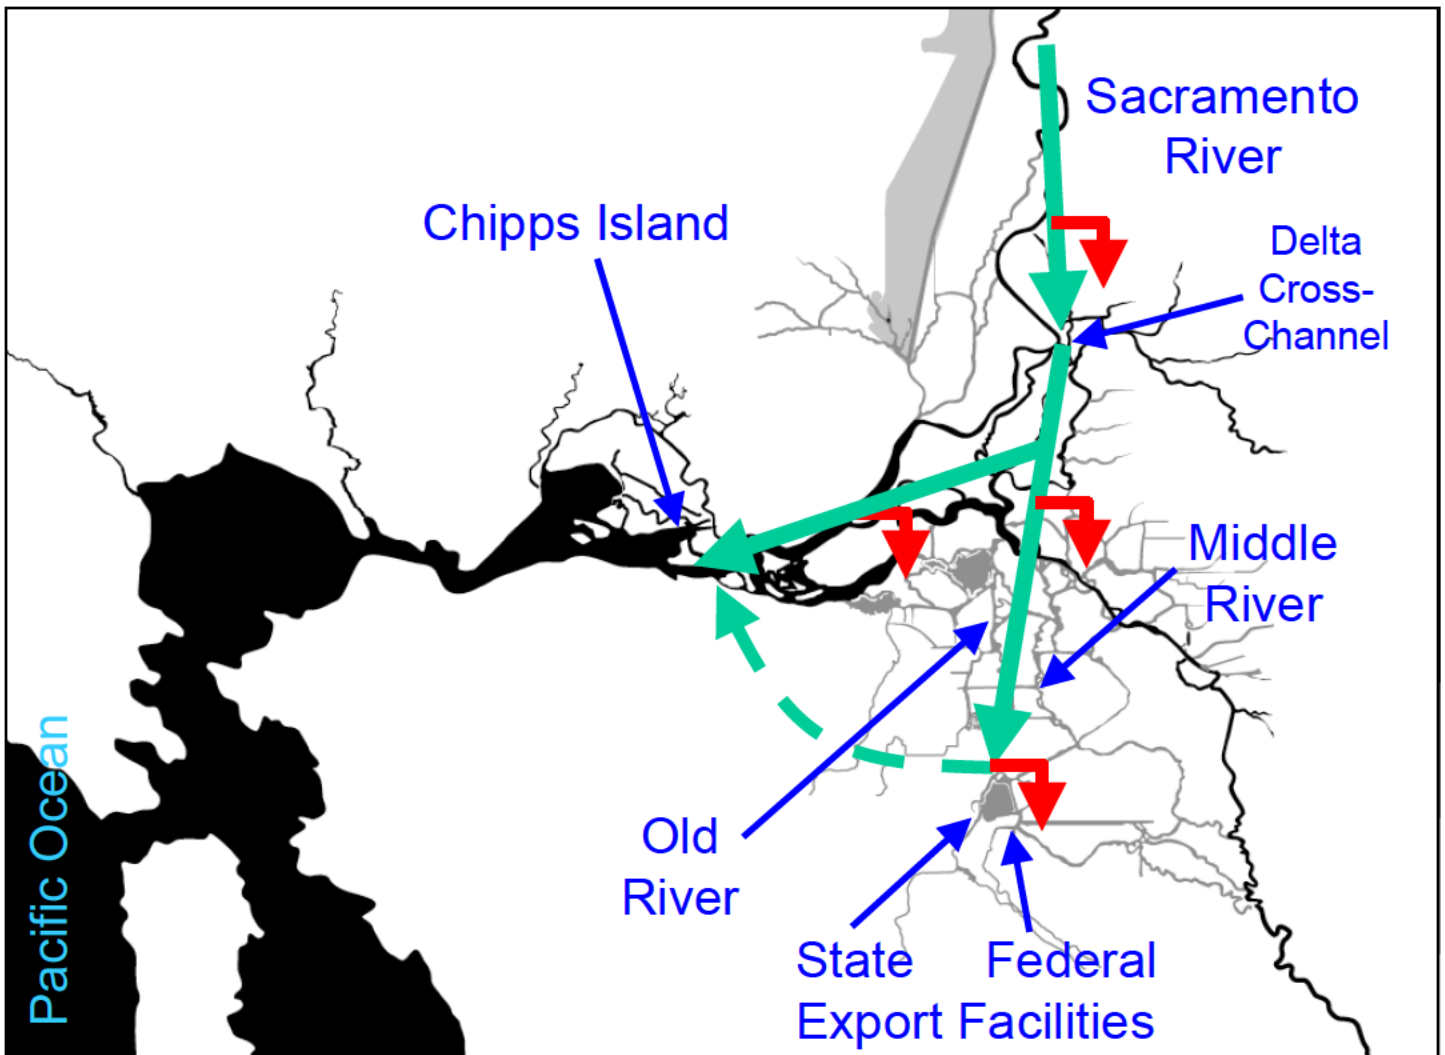 Sacramento
River
Chipps Island
Delta
Cross-
Channel
Middle
River
Old
River
State Federal
Export Facilities
Pacific Ocean